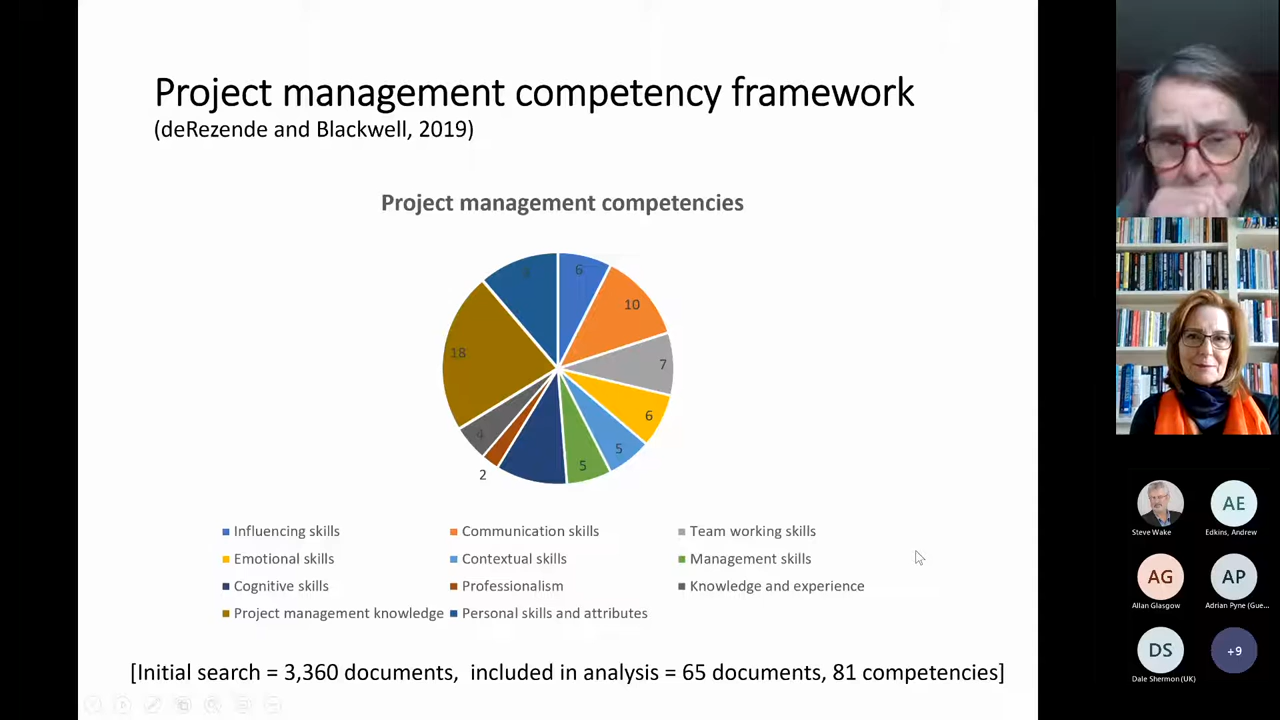 Project management competency framework
(deRezende and Blackwell, 2019)
Project management competencies
6
10
7
6
5
5
2
4
18
Influencing skills
Communication skills
Team working skills
Emotional skills
Contextual skills
Management skills
Cognitive skills
Professionalism
Knowledge and experience
Project management knowledge
Personal skills and attributes
[Initial search = 3,360 documents, included in analysis = 65 documents, 81 competencies]
AE
Steve Wake
Edkins, Andrew
AG
AP
Allan Glasgow
Adrian Pyne (Gue...
DS
+9
Dale Shermon (UK)